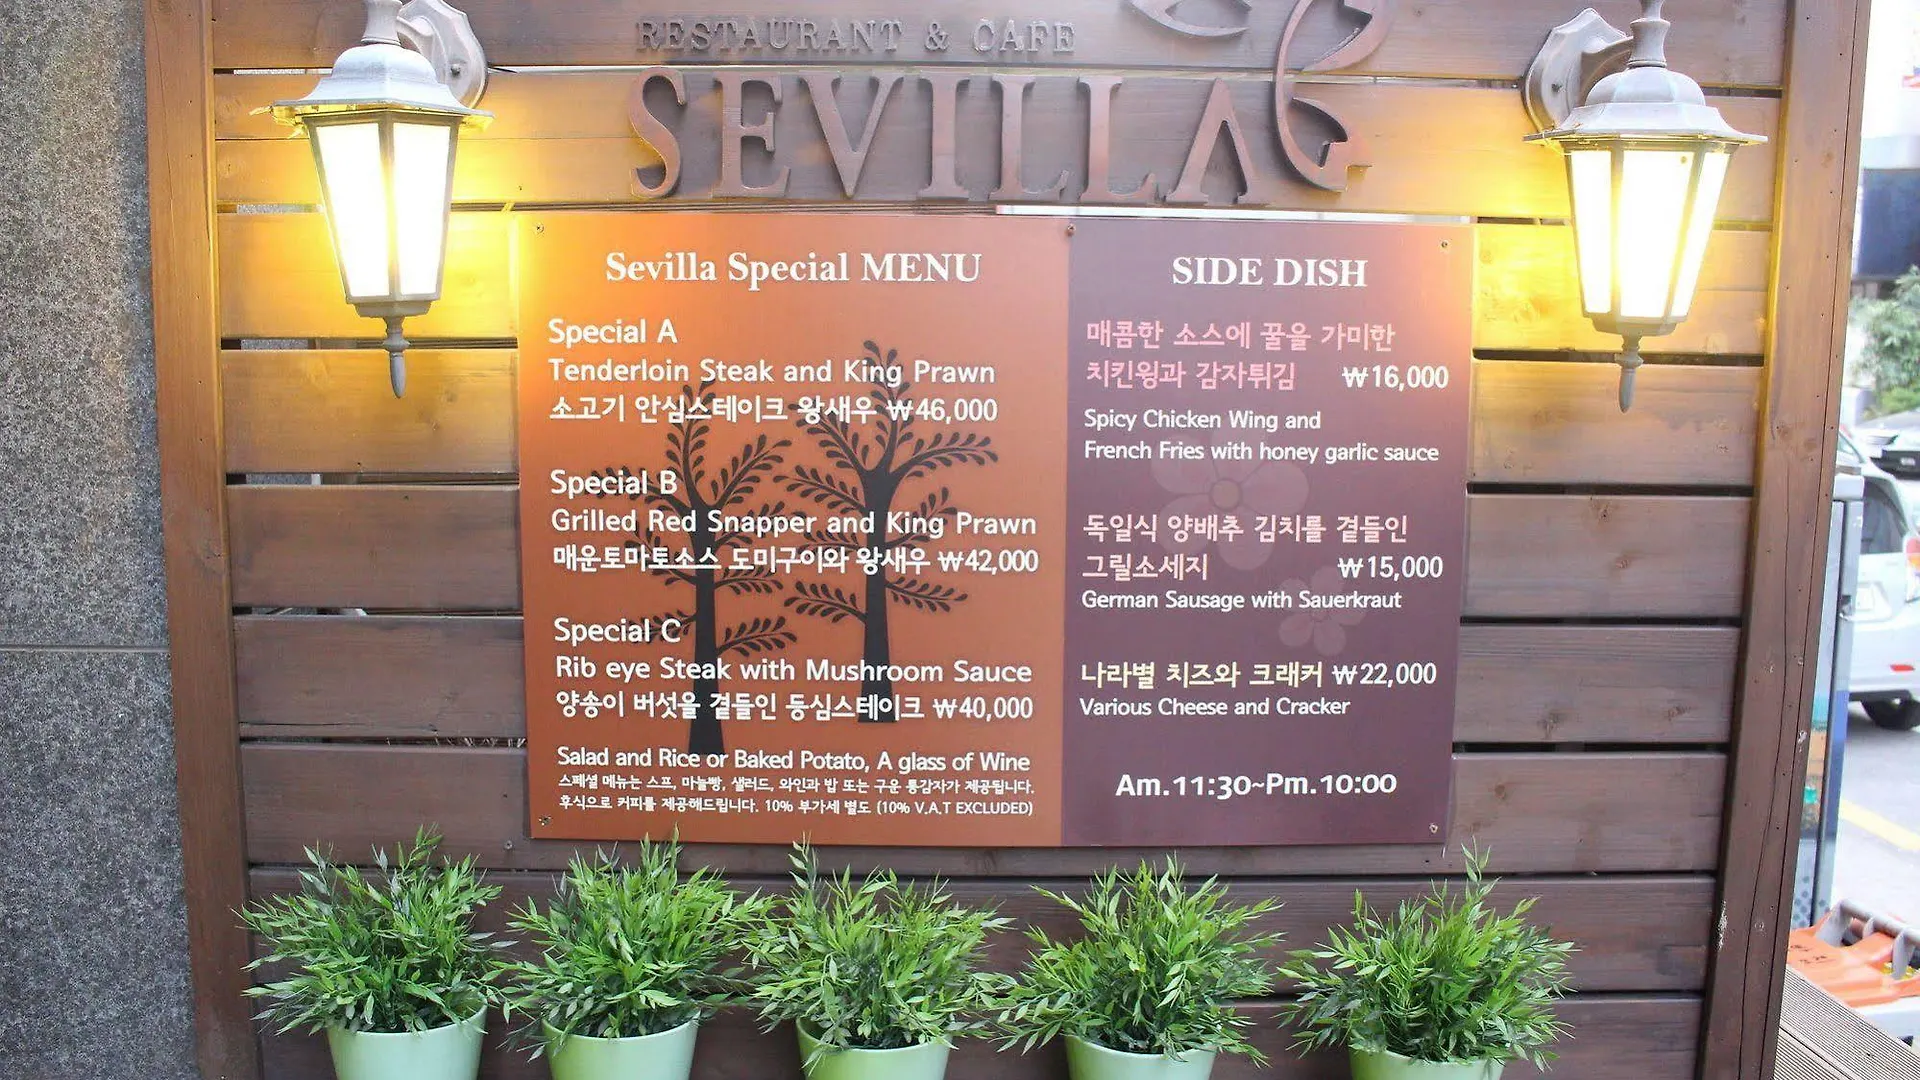 RESTAURANT & CAFE
SEVILLA
Sevilla Special MENU
Special A
Tenderloin Steak and King Prawn
소고기 안심스테이크 왕새우 ₩46,000
Special B
Grilled Red Snapper and King Prawn
매운토마토소스 도미구이와 왕새우 ₩42,000
Special C
Rib eye Steak with Mushroom Sauce
양송이 버섯을 곁들인 등심스테이크 ₩40,000
Salad and Rice or Baked Potato, A glass of Wine
스페셜 메뉴는 스프, 마늘빵, 샐러드, 와인과 밥 또는 구운 통감자가 제공됩니다.
후식으로 커피를 제공해드립니다. 10% 부가세 별도 (10% V.A.T EXCLUDED)
SIDE DISH
매콤한 소스에 꿀을 가미한
치킨윙과 감자튀김 ₩16,000
Spicy Chicken Wing and
French Fries with honey garlic sauce
독일식 양배추 김치를 곁들인
그릴소세지 ₩15,000
German Sausage with Sauerkraut
나라별 치즈와 크래커 ₩22,000
Various Cheese and Cracker
Am.11:30~Pm.10:00